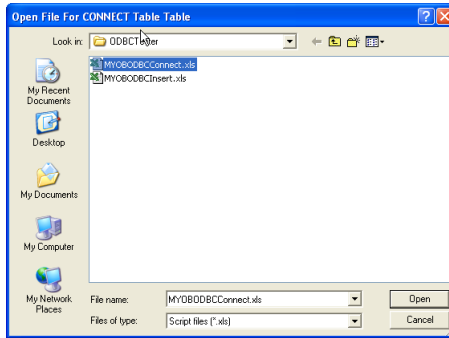 Open File For CONNECT Table Table
Look in:
MYOBODBCConnect.xls
MYOBODBCInsert.xls
My Recent
Documents
Desktop
My Documents
My Computer
My Network
Places
File name:
MYOBODBCConnect.xls
Open
Files of type:
Script files (*.xls)
Cancel